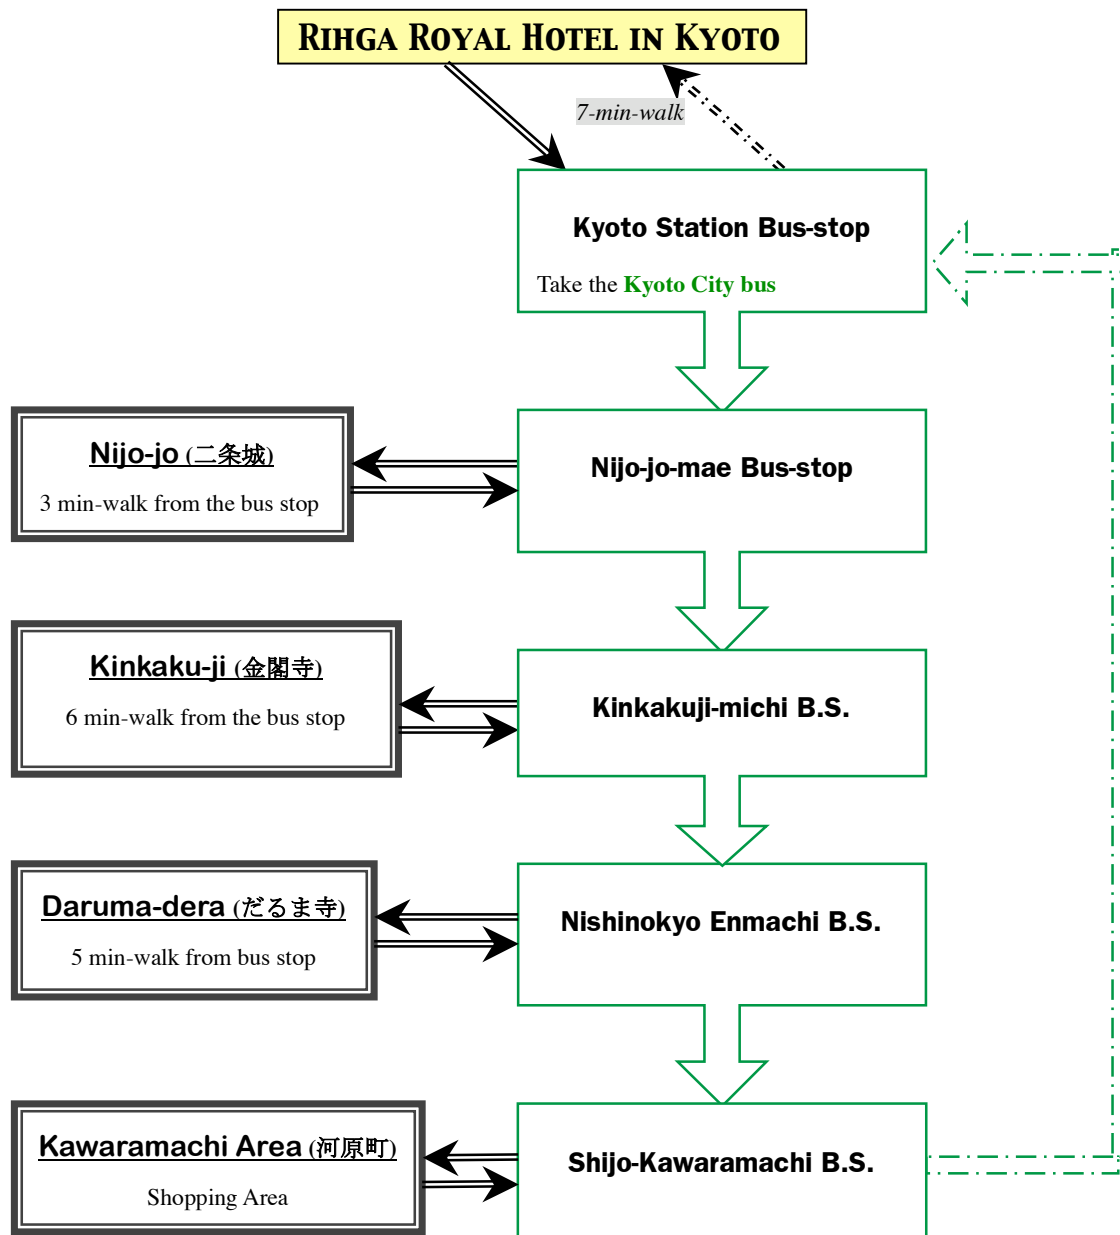 RIHGA ROYAL HOTEL IN KYOTO
7-min-walk
Kyoto Station Bus-stop
Take the Kyoto City bus
Nijo-jo (二条城)
3 min-walk from the bus stop
Nijo-jo-mae Bus-stop
Kinkaku-ji (金閣寺)
6 min-walk from the bus stop
Kinkakuji-michi B.S.
Daruma-dera (だるま寺)
5 min-walk from bus stop
Nishinokyo Enmachi B.S.
Kawaramachi Area (河原町)
Shopping Area
Shijo-Kawaramachi B.S.